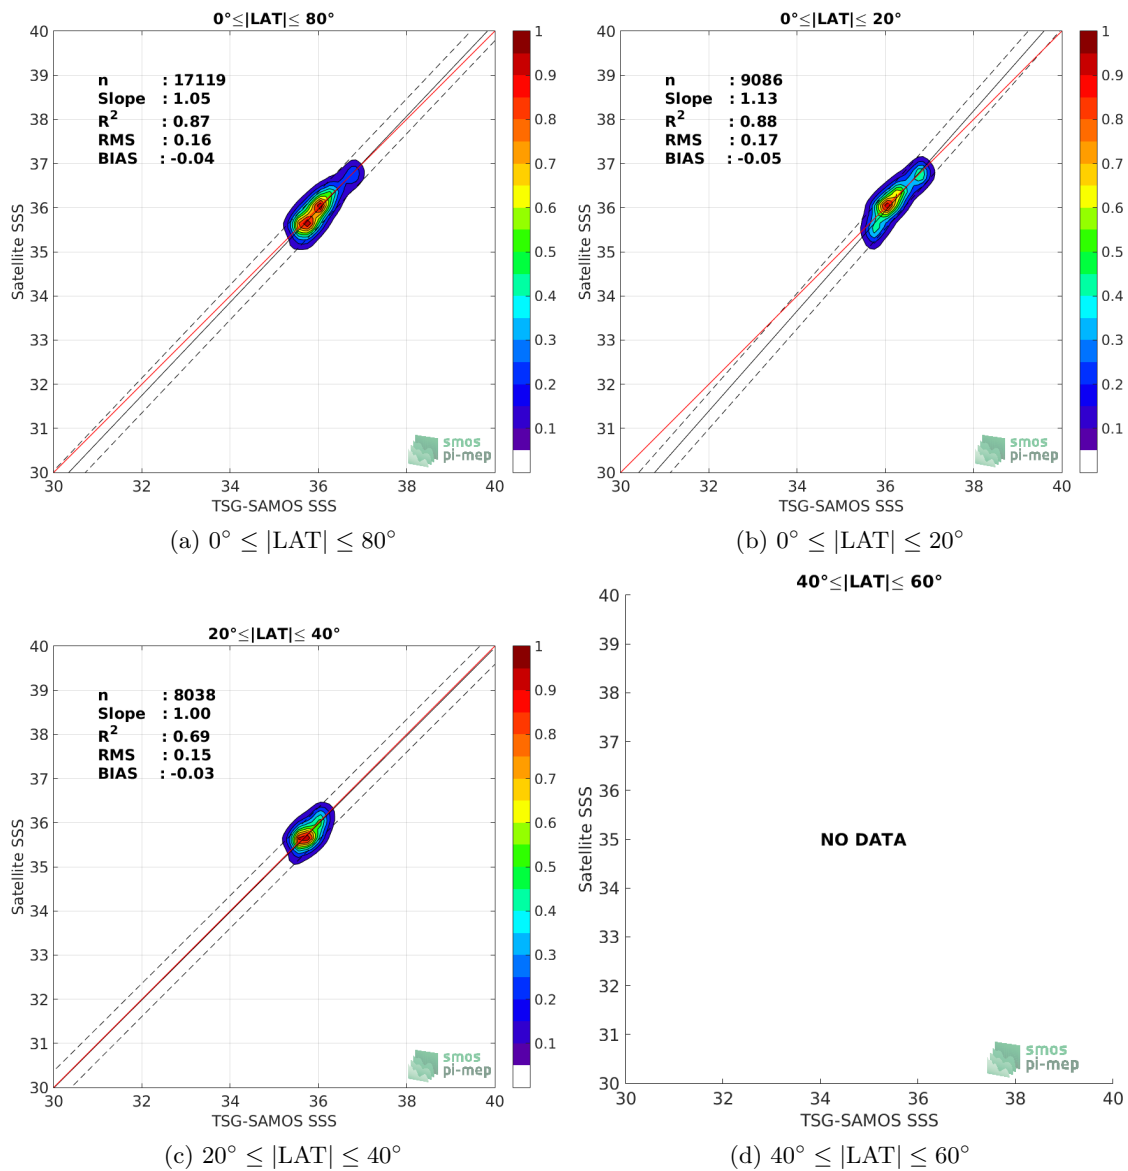 0°≤|LAT|≤ 80°
40
39
38
37
36
35
34
33
32
31
30
Satellite SSS
n : 17119
Slope : 1.05
R2 : 0.87
RMS : 0.16
BIAS : -0.04
1
0.9
0.8
0.7
0.6
0.5
0.4
0.3
0.2
0.1
smos
pi-mep
30 32 34 36 38 40
TSG-SAMOS SSS
(a) 0° ≤ |LAT| ≤ 80°
0°≤|LAT|≤ 20°
40
39
38
37
36
35
34
33
32
31
30
Satellite SSS
n : 9086
Slope : 1.13
R2 : 0.88
RMS : 0.17
BIAS : -0.05
1
0.9
0.8
0.7
0.6
0.5
0.4
0.3
0.2
0.1
smos
pi-mep
30 32 34 36 38 40
TSG-SAMOS SSS
(b) 0° ≤ |LAT| ≤ 20°
20°≤|LAT|≤ 40°
40
39
38
37
36
35
34
33
32
31
30
Satellite SSS
n : 8038
Slope : 1.00
R2 : 0.69
RMS : 0.15
BIAS : -0.03
1
0.9
0.8
0.7
0.6
0.5
0.4
0.3
0.2
0.1
smos
pi-mep
30 32 34 36 38 40
TSG-SAMOS SSS
(c) 20° ≤ |LAT| ≤ 40°
40°≤|LAT|≤ 60°
40
39
38
37
36
35
34
33
32
31
30
Satellite SSS
NO DATA
smos
pi-mep
30 32 34 36 38 40
TSG-SAMOS SSS
(d) 40° ≤ |LAT| ≤ 60°